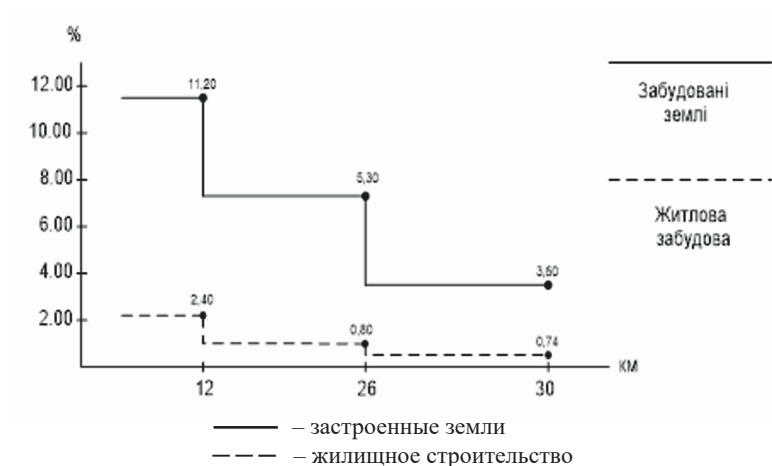 %
12.00
10.00
8.00
6.00
4.00
2.00
11,20
5,30
3,60
2,40
0,80
0,74
12
26
30
КМ
Забудовані
землі
Житлова
забудова
– застроенные земли
– жилищное строительство